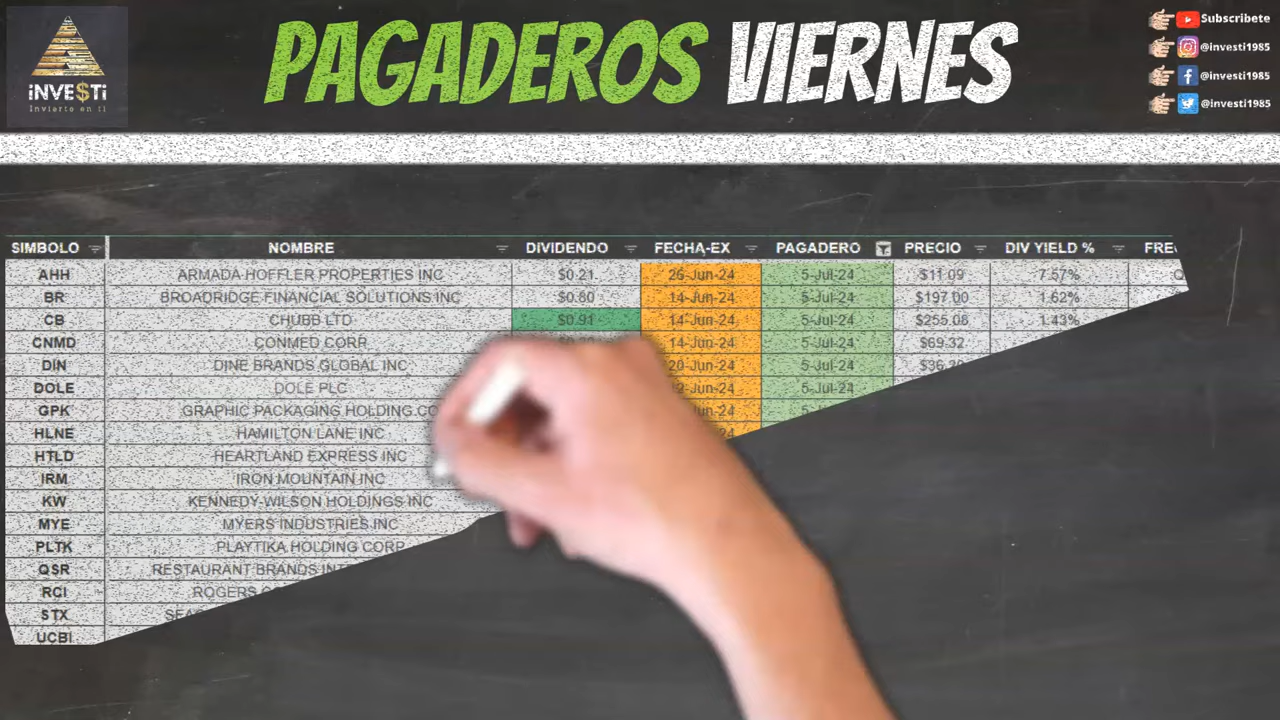 PAGADEROS VIERNES
iNVE$Ti
Invierto en ti
Subscribete
@investi1985
@investi1985
@investi1985
SIMBOLO NOMBRE DIVIDENDO FECHA-EX PAGADERO PRECIO DIV YIELD %
AHH ARMADA HOFFLER PROPERTIES INC $0.21 26-Jun-24 5-Jul-24 $11.09 7.57%
BR BROADRIDGE FINANCIAL SOLUTIONS INC $0.80 14-Jun-24 5-Jul-24 $197.00 1.62%
CB CHUBB LTD $0.91 14-Jun-24 5-Jul-24 $255.08 1.43%
CNMD CONMED CORP 14-Jun-24 5-Jul-24 $69.32
DIN DINE BRANDS GLOBAL INC 20-Jun-24 5-Jul-24
DOLE DOLE PLC 5-Jul-24
GPK GRAPHIC PACKAGING HOLDING
HLNE HAMILTON LANE INC
HTLD HEARTLAND EXPRESS INC
IRM IRON MOUNTAIN INC
KW KENNEDY-WILSON HOLDINGS INC
MYE MYERS INDUSTRIES INC
PLTK PLAYTIKA HOLDING CORP
QSR RESTAURANT BRANDS
RCI ROGERS
STX
UCBI